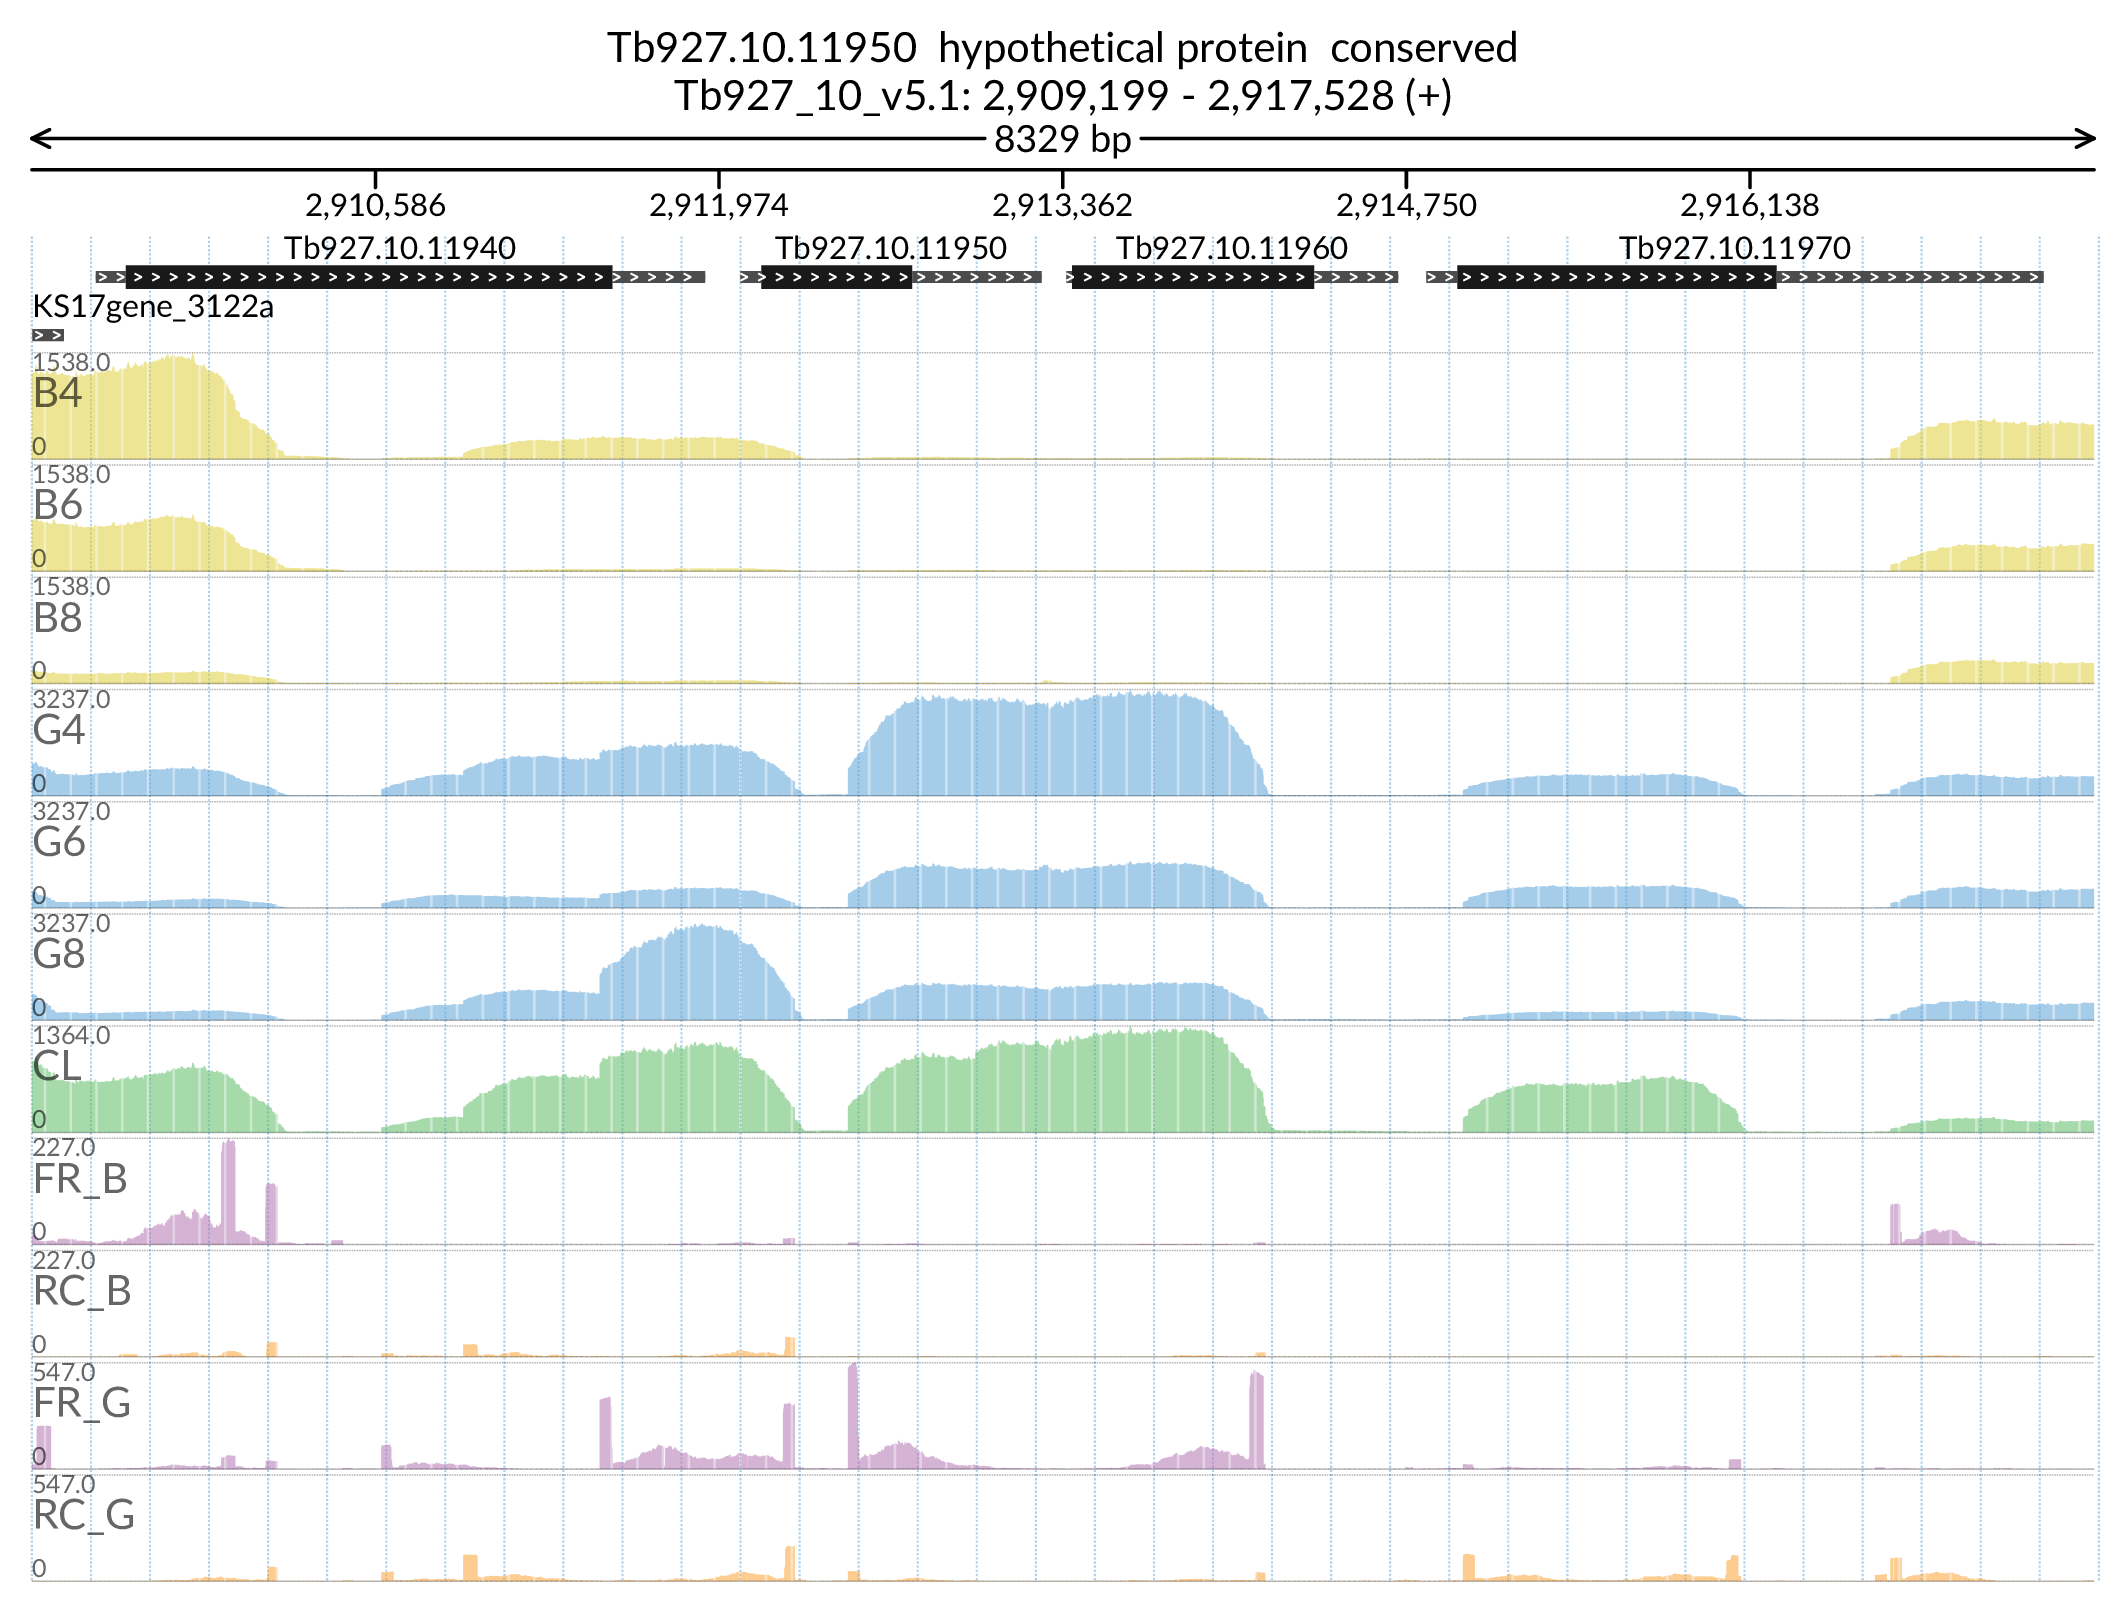 Tb927.10.11950  hypothetical protein  conserved
Tb927_10_v5.1: 2,909,199 - 2,917,528 (+)
8329 bp
2,910,586 2,911,974 2,913,362 2,914,750 2,916,138
Tb927.10.11940 Tb927.10.11950 Tb927.10.11960 Tb927.10.11970
KS17gene_3122a
1538.0
B4
0
1538.0
B6
0
1538.0
B8
0
3237.0
G4
0
3237.0
G6
0
3237.0
G8
0
1364.0
CL
0
227.0
FR_B
0
227.0
RC_B
0
547.0
FR_G
0
547.0
RC_G
0